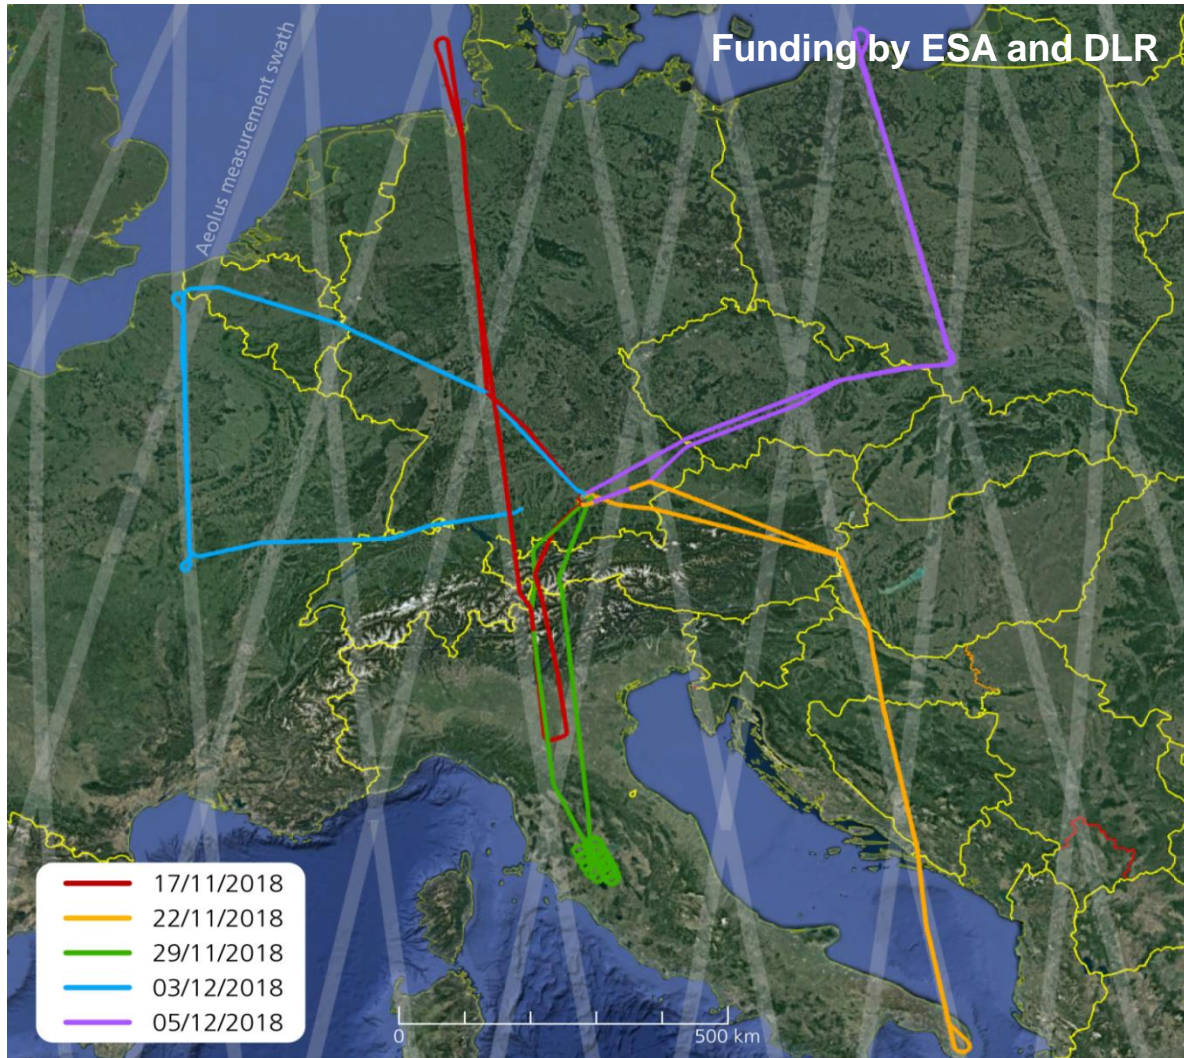 Funding by ESA and DLR
Aeolus measurement swath
17/11/2018
22/11/2018
29/11/2018
03/12/2018
05/12/2018
0
500 km